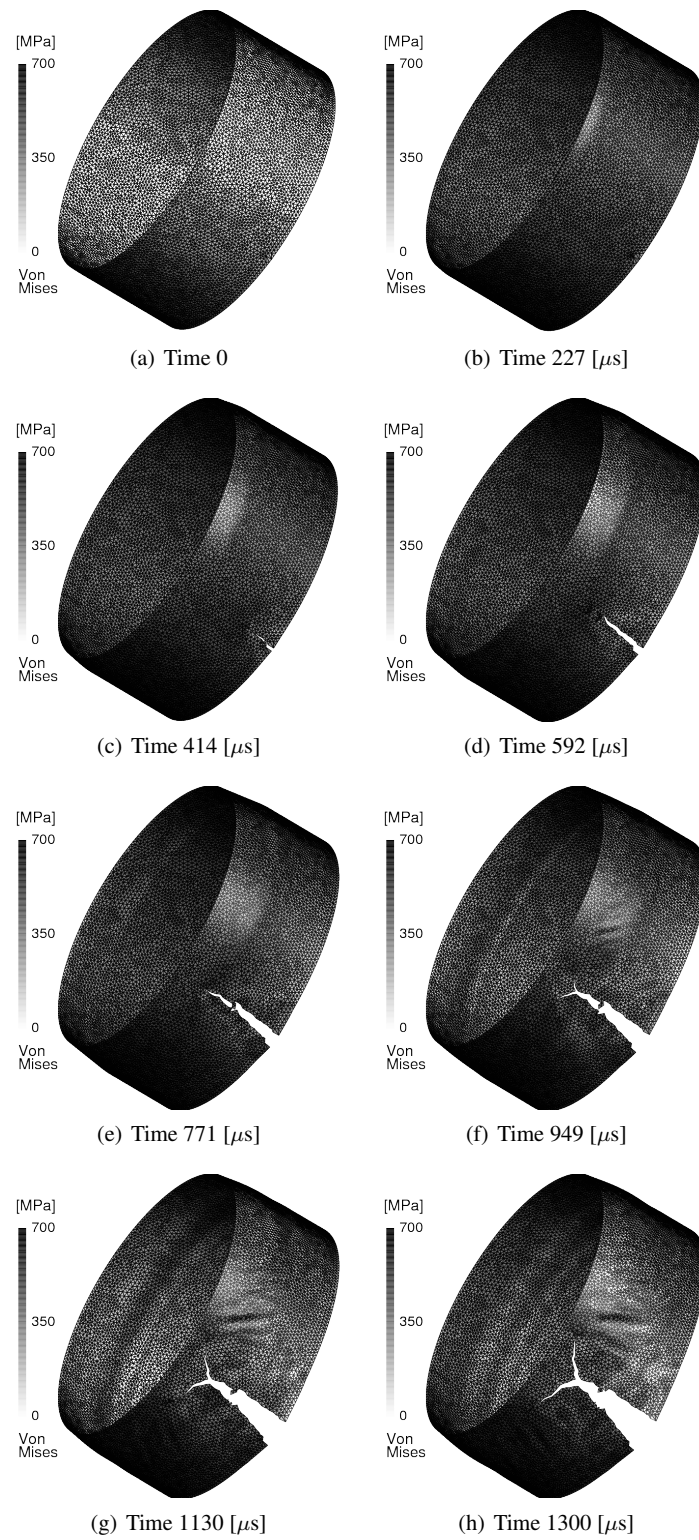 [MPa]
700
350
0
Von
Mises
(a) Time 0
[MPa]
700
350
0
Von
Mises
(b) Time 227 [μs]
[MPa]
700
350
0
Von
Mises
(c) Time 414 [μs]
[MPa]
700
350
0
Von
Mises
(d) Time 592 [μs]
[MPa]
700
350
0
Von
Mises
(e) Time 771 [μs]
[MPa]
700
350
0
Von
Mises
(f) Time 949 [μs]
[MPa]
700
350
0
Von
Mises
(g) Time 1130 [μs]
[MPa]
700
350
0
Von
Mises
(h) Time 1300 [μs]